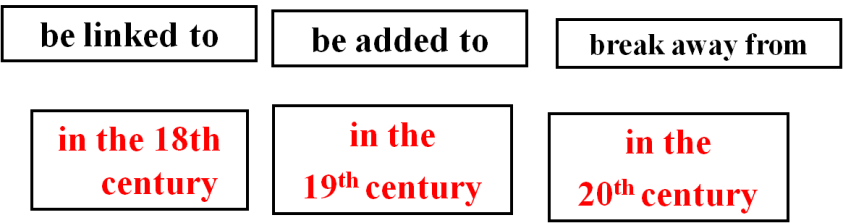 be linked to
be added to
break away from
in the 18th
century
in the
19th century
in the
20th century